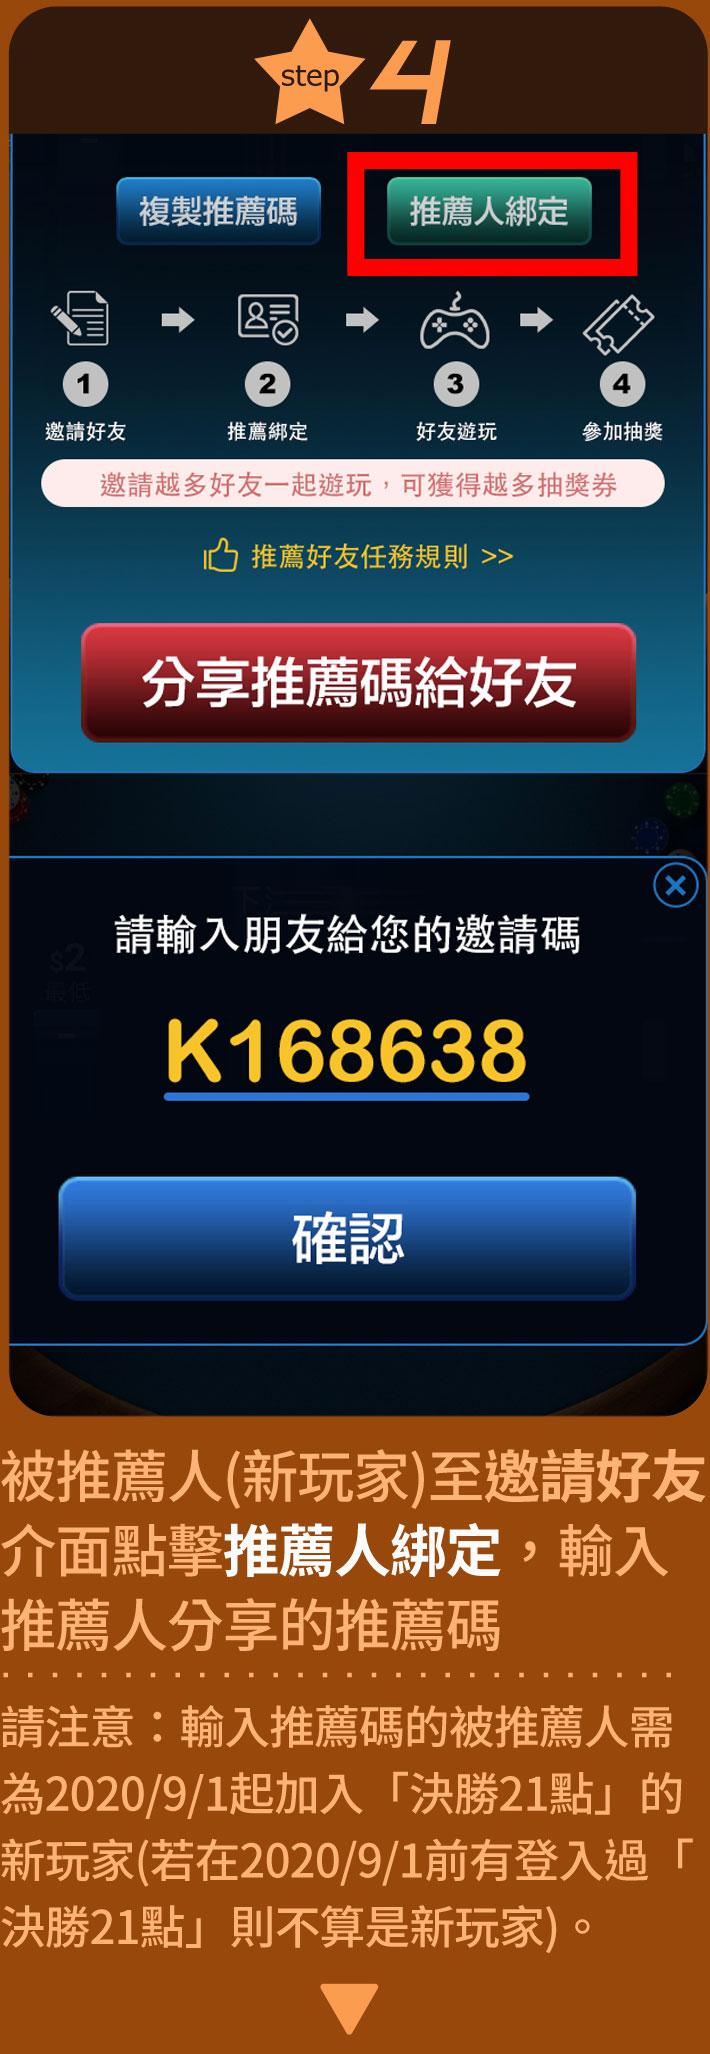 step 4
複製推薦碼 推薦人綁定
1 2 3 4
邀請好友 推薦綁定 好友遊玩 參加抽獎
邀請越多好友一起遊玩，可獲得越多抽獎券
推薦好友任務規則 >>
分享推薦碼給好友
請輸入朋友給您的邀請碼
$2
最低
K168638
確認
被推薦人(新玩家)至邀請好友
介面點擊推薦人綁定，輸入
推薦人分享的推薦碼
請注意：輸入推薦碼的被推薦人需
為2020/9/1起加入「決勝21點」的
新玩家(若在2020/9/1前有登入過「
決勝21點」則不算是新玩家)。